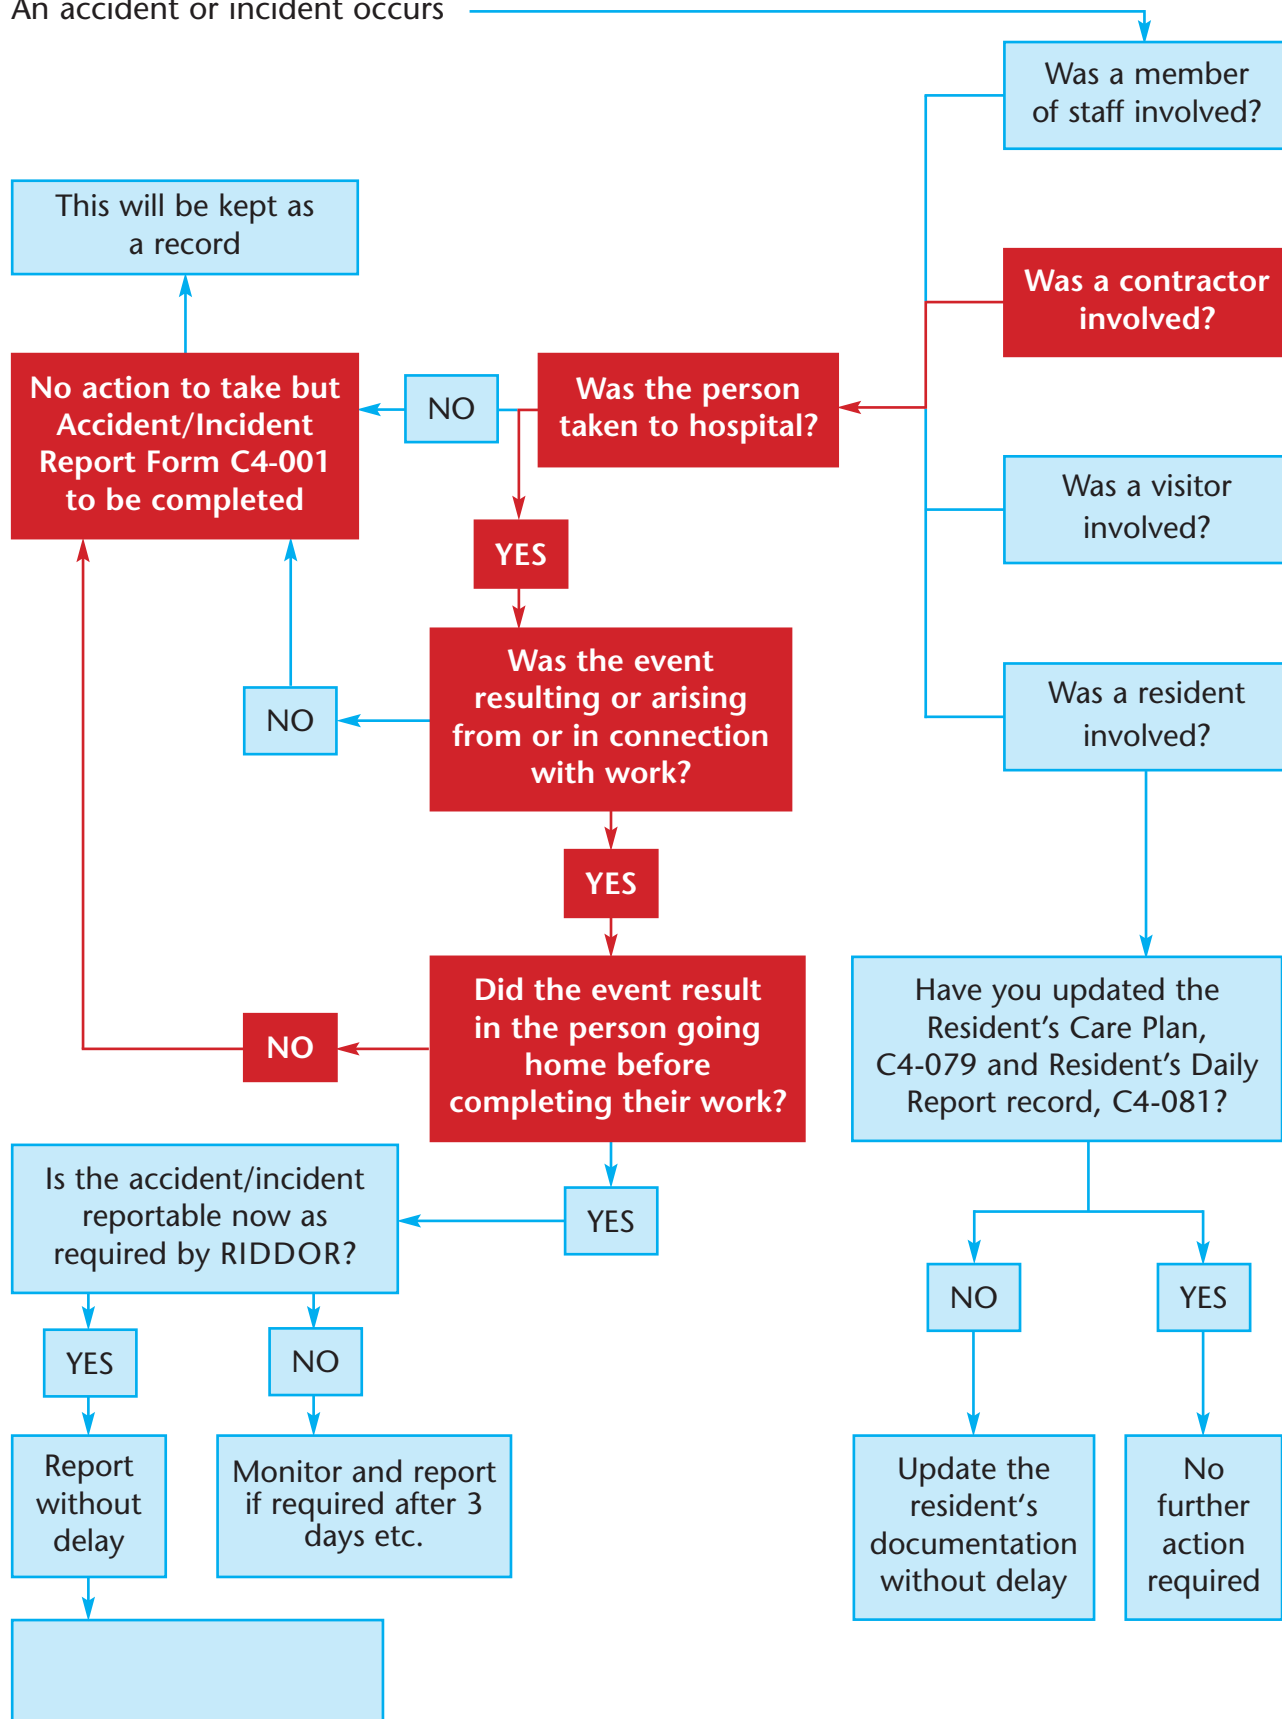 An accident or incident occurs
Was a member
of staff involved?
This will be kept as
a record
Was a contractor
involved?
No action to take but
Accident/Incident
Report Form C4-001
to be completed
NO
Was the person
taken to hospital?
Was a visitor
involved?
YES
Was the event
resulting or arising
from or in connection
with work?
NO
Was a resident
involved?
YES
Did the event result
in the person going
home before
completing their work?
NO
Have you updated the
Resident’s Care Plan,
C4-079 and Resident’s Daily
Report record, C4-081?
Is the accident/incident
reportable now as
required by RIDDOR?
YES
NO
YES
YES
NO
Report
without
delay
Monitor and report
if required after 3
days etc.
Update the
resident‘s
documentation
without delay
No
further
action
required